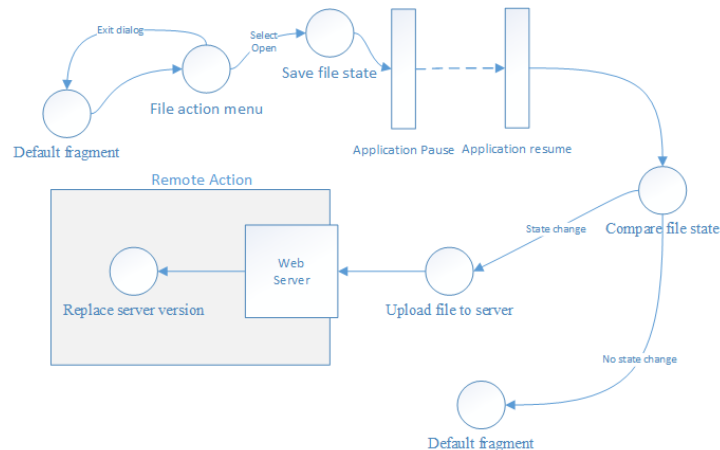 Exit dialog
Select
Open
Save file state
File action menu
Default fragment
Application Pause
Application resume
Remote Action
Compare file state
State change
Web
Server
Replace server version
Upload file to server
No state change
Default fragment